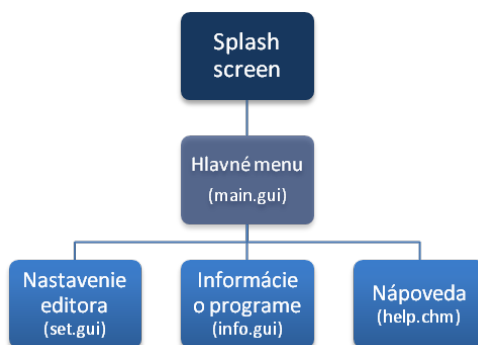 Splash
screen
Hlavné menu
(main.gui)
Nastavenie
editora
(set.gui)
Informácie
o programe
(info.gui)
Nápoveda
(help.chm)